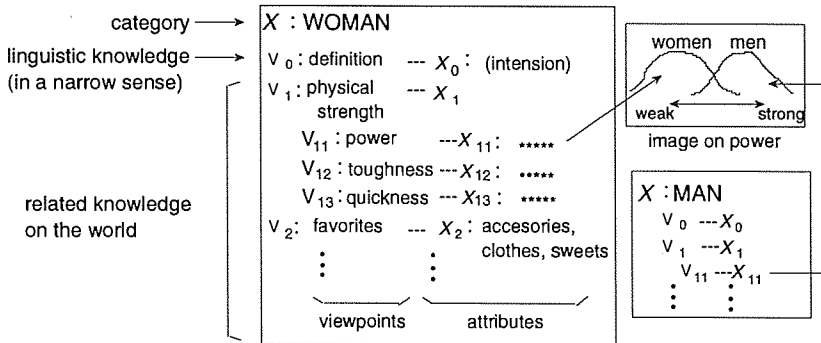 category
linguistic knowledge
(in a narrow sense)
related knowledge
on the world
X : WOMAN
V0: definition --- X0: (intension)
V1: physical
strength --- X1
V11: power ---X11: *****
V12: toughness ---X12: *****
V13: quickness ---X13: *****
V2: favorites --- X2: accesories,
clothes, sweets
viewpoints attributes
women men
weak strong
image on power
X : MAN
V0 ---X0
V1 ---X1
V11 ---X11